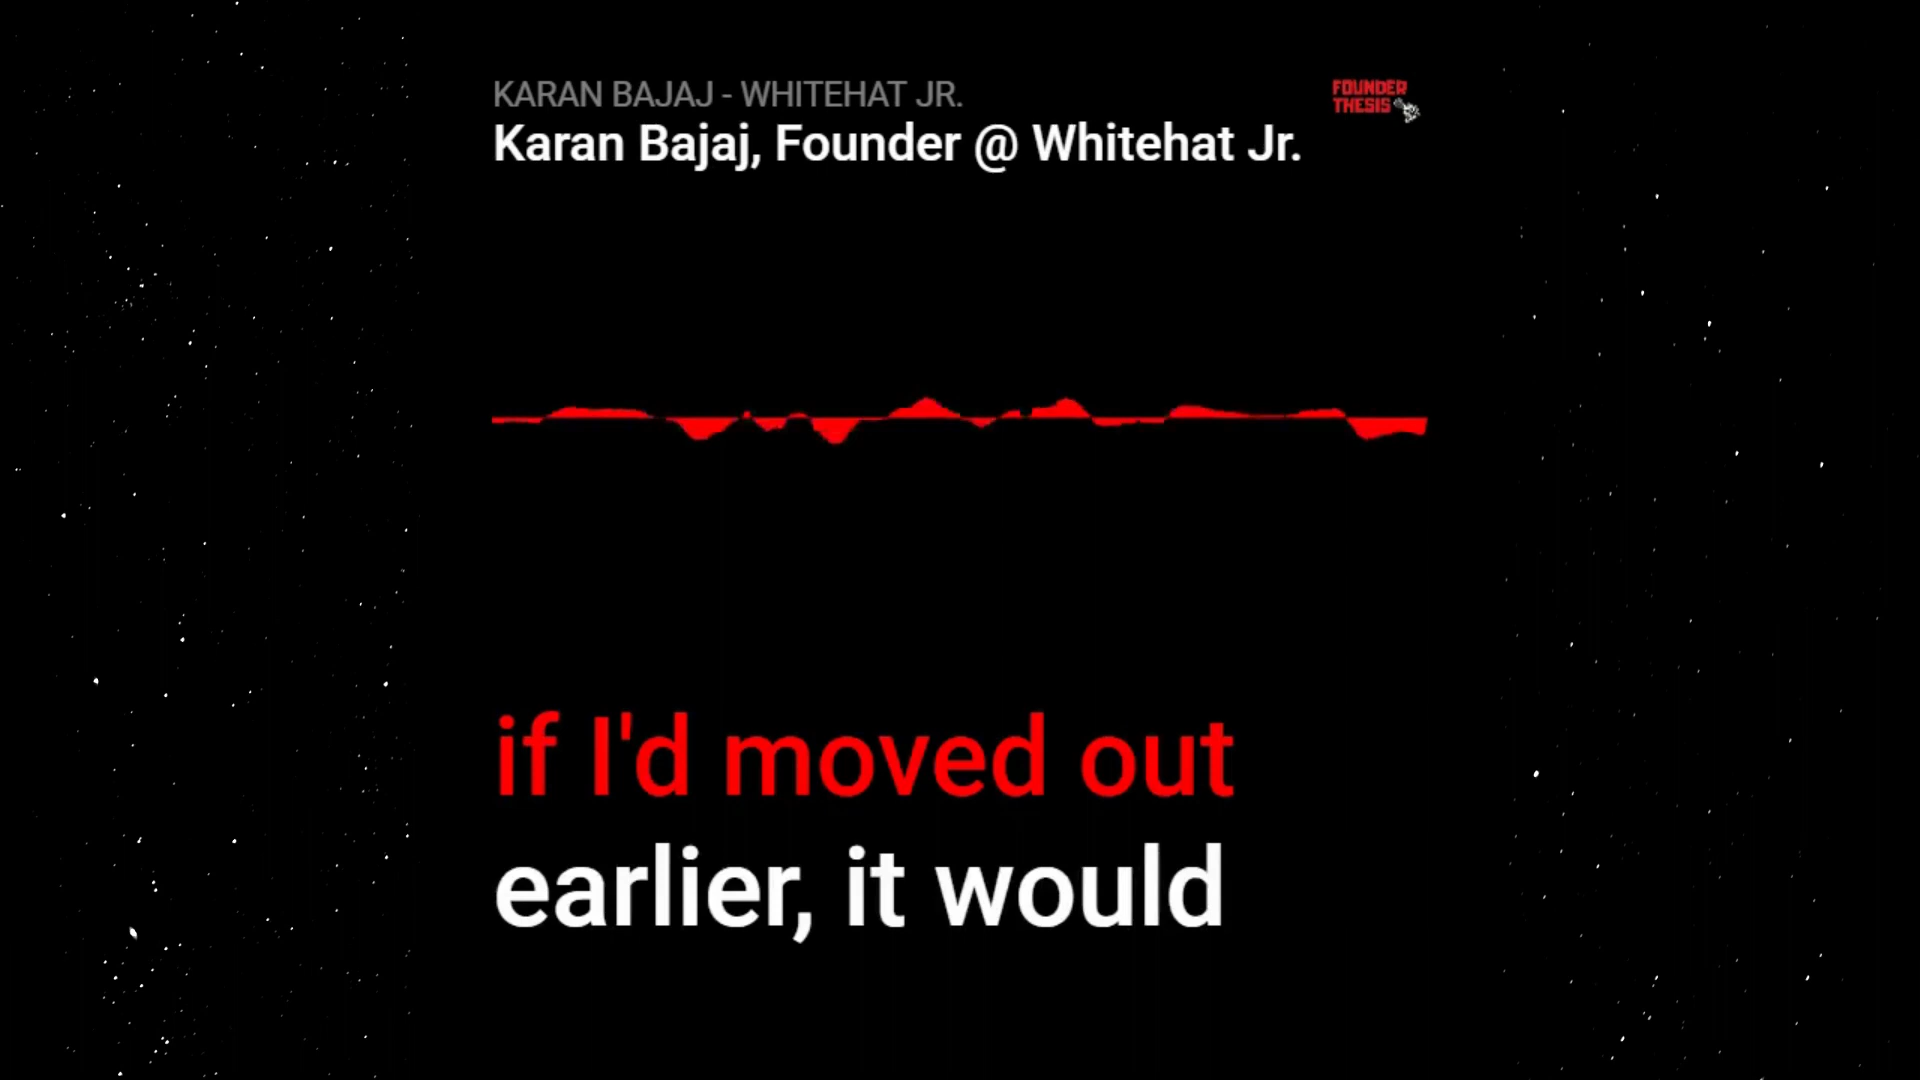 KARAN BAJAJ - WHITEHAT JR.
Karan Bajaj, Founder @ Whitehat Jr.
FOUNDER
THESIS
if I'd moved out
earlier, it would